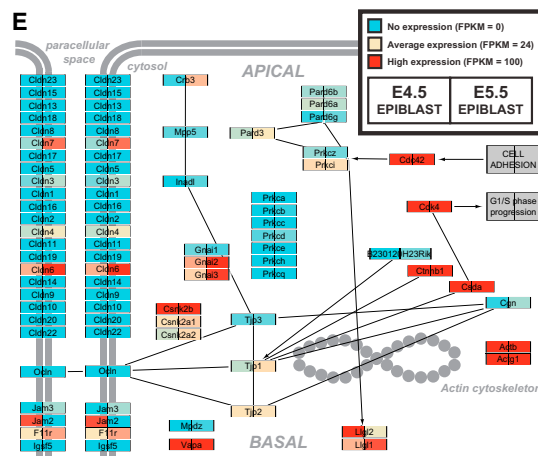 E
paracellular
space
cytosol
APICAL
No expression (FPKM = 0)
Average expression (FPKM = 24)
High expression (FPKM = 100)
E4.5
EPIBLAST
E5.5
EPIBLAST
Cldn23
Cldn15
Cldn13
Cldn18
Cldn8
Cldn7
Cldn17
Cldn5
Cldn3
Cldn1
Cldn16
Cldn2
Cldn4
Cldn11
Cldn19
Cldn6
Cldn14
Cldn9
Cldn10
Cldn20
Cldn22
Ocln
Jam3
Jam2
F11r
Igsf5
Cldn23
Cldn15
Cldn13
Cldn18
Cldn8
Cldn7
Cldn17
Cldn5
Cldn3
Cldn1
Cldn16
Cldn2
Cldn4
Cldn11
Cldn19
Cldn6
Cldn14
Cldn9
Cldn10
Cldn20
Cldn22
Ocln
Jam3
Jam2
F11r
Igsf5
Crb3
Mpp5
Inadl
Gnai1
Gnai2
Gnai3
Csnk2b
Csnk2a1
Csnk2a2
Pard6b
Pard6a
Pard6g
Pard3
Prkcz
Prkci
Cdc42
CELL
ADHESION
Cdk4
G1/S phase
progression
Prkca
Prkcb
Prkcc
Prkcd
Prkce
Prkch
Prkcq
B230120H23Rik
Ctnnb1
Csda
Cgn
Tjp3
Tjp1
Tjp2
Actb
Actg1
Actin cytoskeleton
Mpdz
Vapa
BASAL
Llgl2
Llgl1